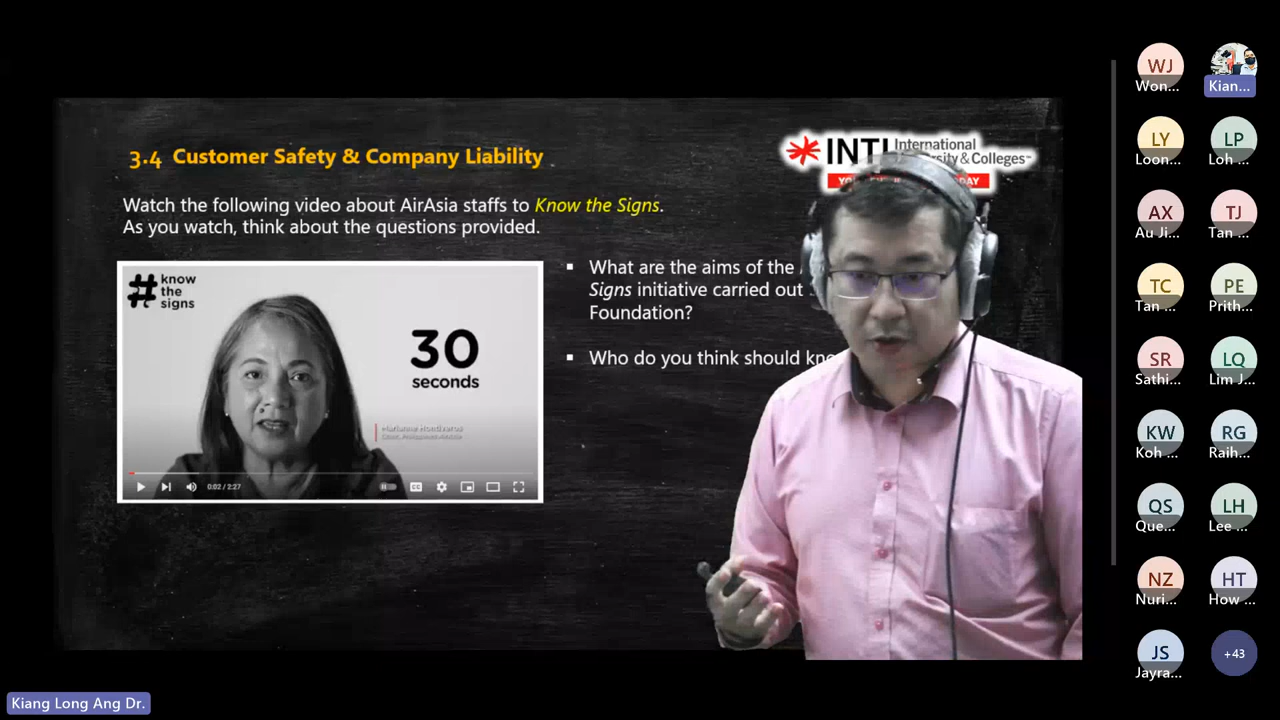 3.4 Customer Safety & Company Liability
INTI International
& Colleges
Watch the following video about AirAsia staffs to Know the Signs.
As you watch, think about the questions provided.
#know
the
signs
30
seconds
Marianne Hontiveros
0:02 / 2:27
▪ What are the aims of the
Signs initiative carried out
Foundation?
▪ Who do you think should
WJ
Won...
Kian...
LY
Loon...
LP
Loh ...
AX
Au Ji...
TJ
Tan ...
TC
Tan ...
PE
Prith...
SR
Sathi...
LQ
Lim J...
KW
Koh ...
RG
Raih...
QS
Que...
LH
Lee ...
NZ
Nuri...
HT
How ...
JS
Jayra...
+43
Kiang Long Ang Dr.